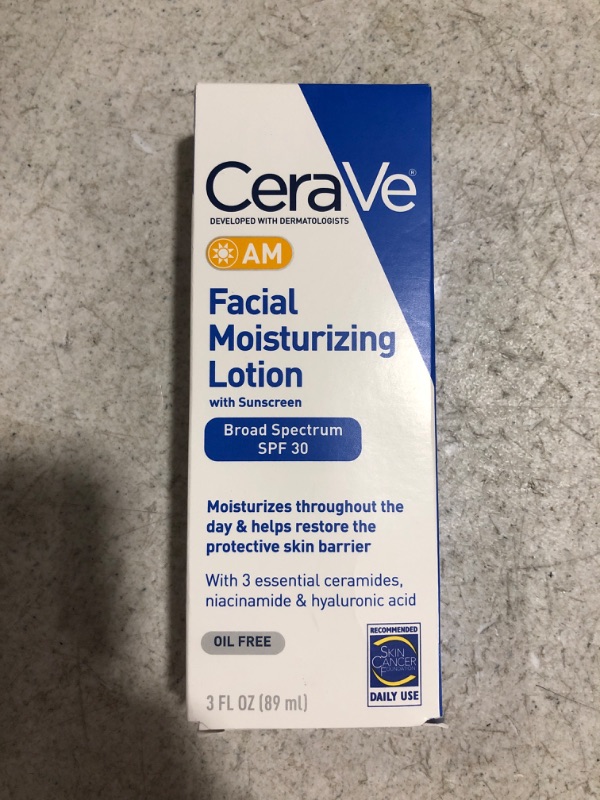 CeraVe®
DEVELOPED WITH DERMATOLOGISTS
AM
Facial
Moisturizing
Lotion
with Sunscreen
Broad Spectrum
SPF 30
Moisturizes throughout the
day & helps restore the
protective skin barrier
With 3 essential ceramides,
niacinamide & hyaluronic acid
OIL FREE
RECOMMENDED
SKIN
CANCER
FOUNDATION
DAILY USE
3 FL OZ (89 ml)